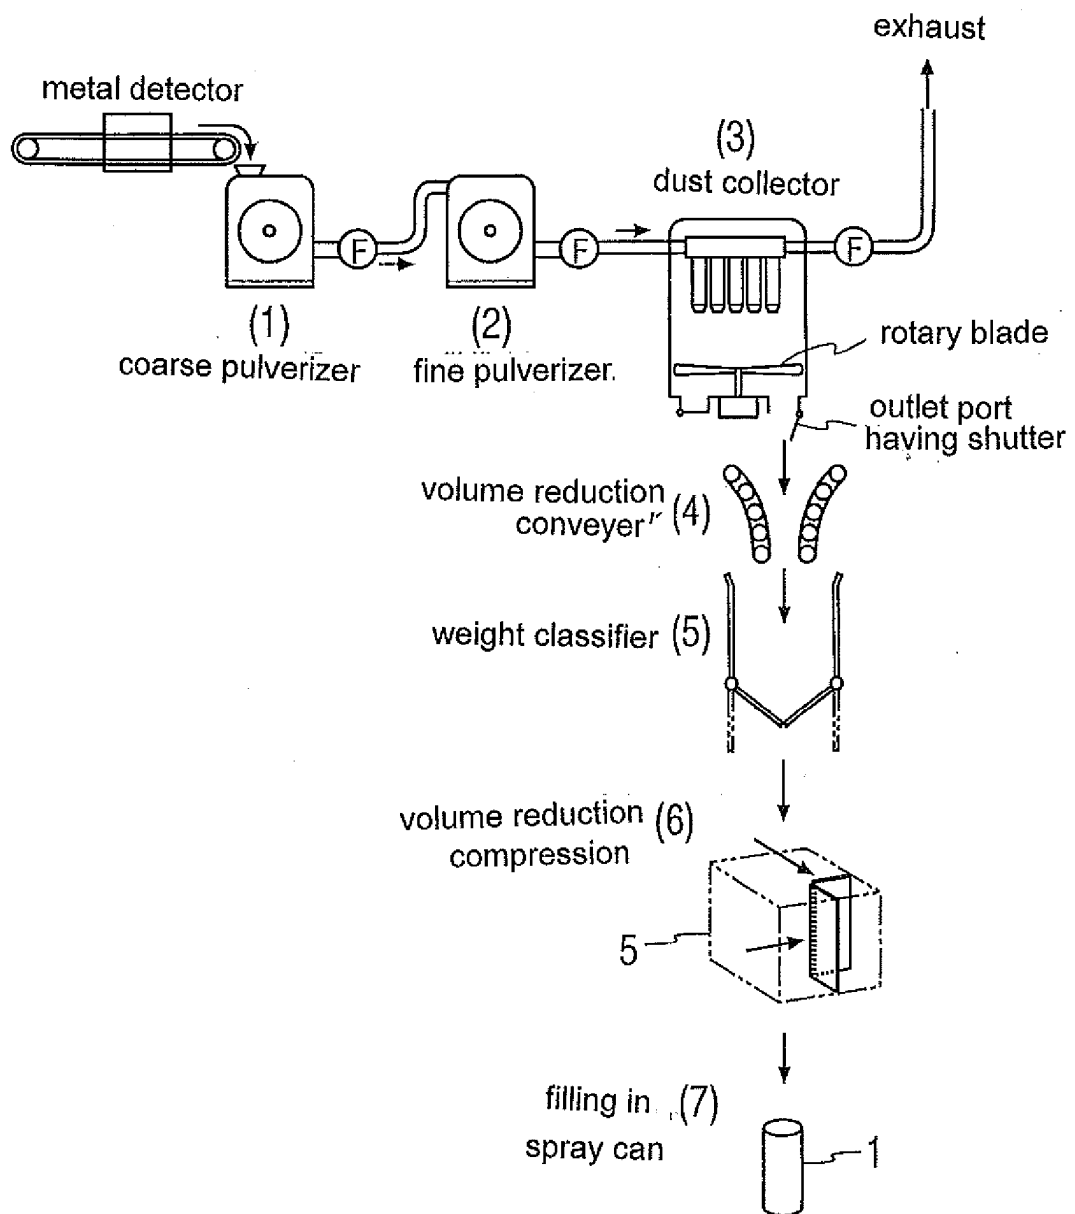 exhaust
metal detector
(3)
dust collector
F
F
F
(1)
coarse pulverizer
(2)
fine pulverizer.
rotary blade
outlet port
having shutter
volume reduction
conveyer (4)
weight classifier (5)
volume reduction (6)
compression
5
filling in (7)
spray can
1